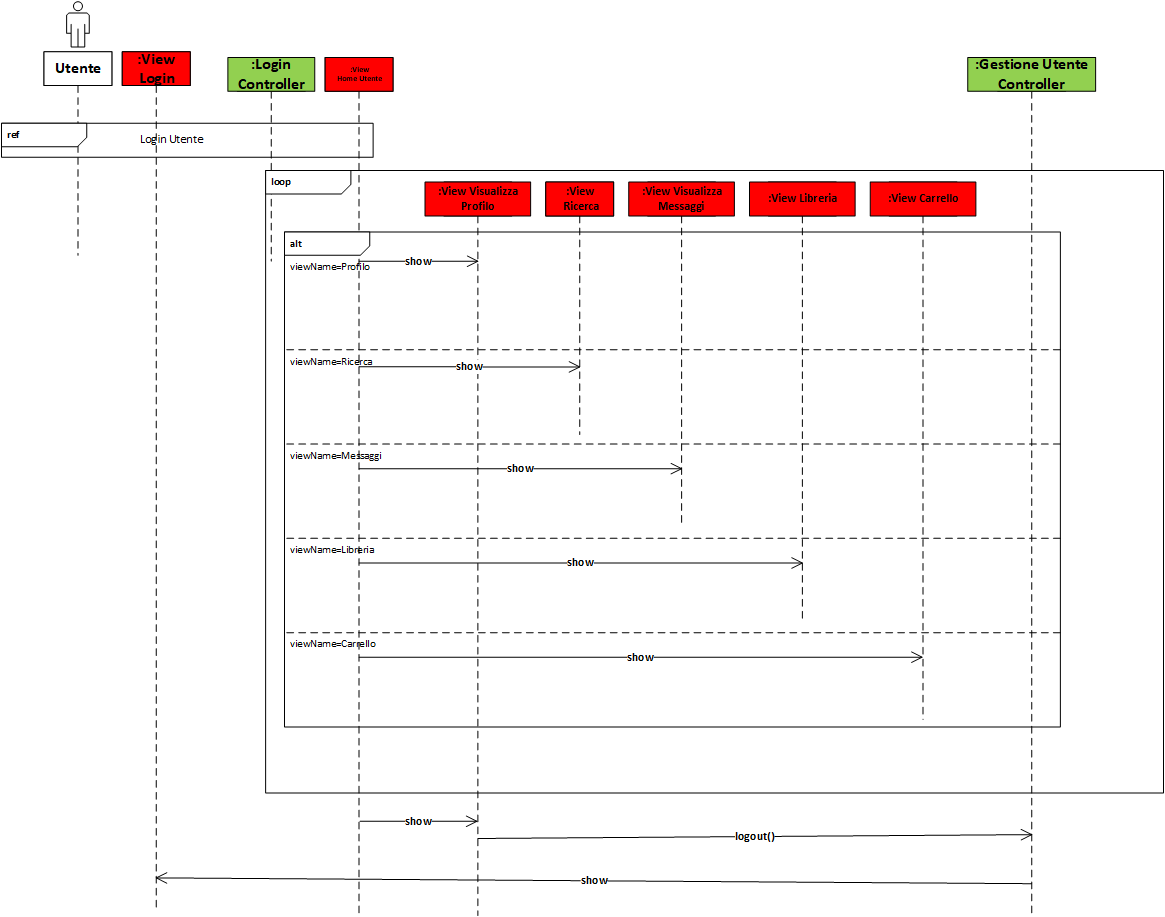 Utente
:View
Login
:Login
Controller
:View
Home Utente
:Gestione Utente
Controller
ref
Login Utente
loop
:View Visualizza
Profilo
:View
Ricerca
:View Visualizza
Messaggi
:View Libreria
:View Carrello
alt
viewName=Profilo
show
viewName=Ricerca
show
viewName=Messaggi
show
viewName=Libreria
show
viewName=Carrello
show
show
logout()
show